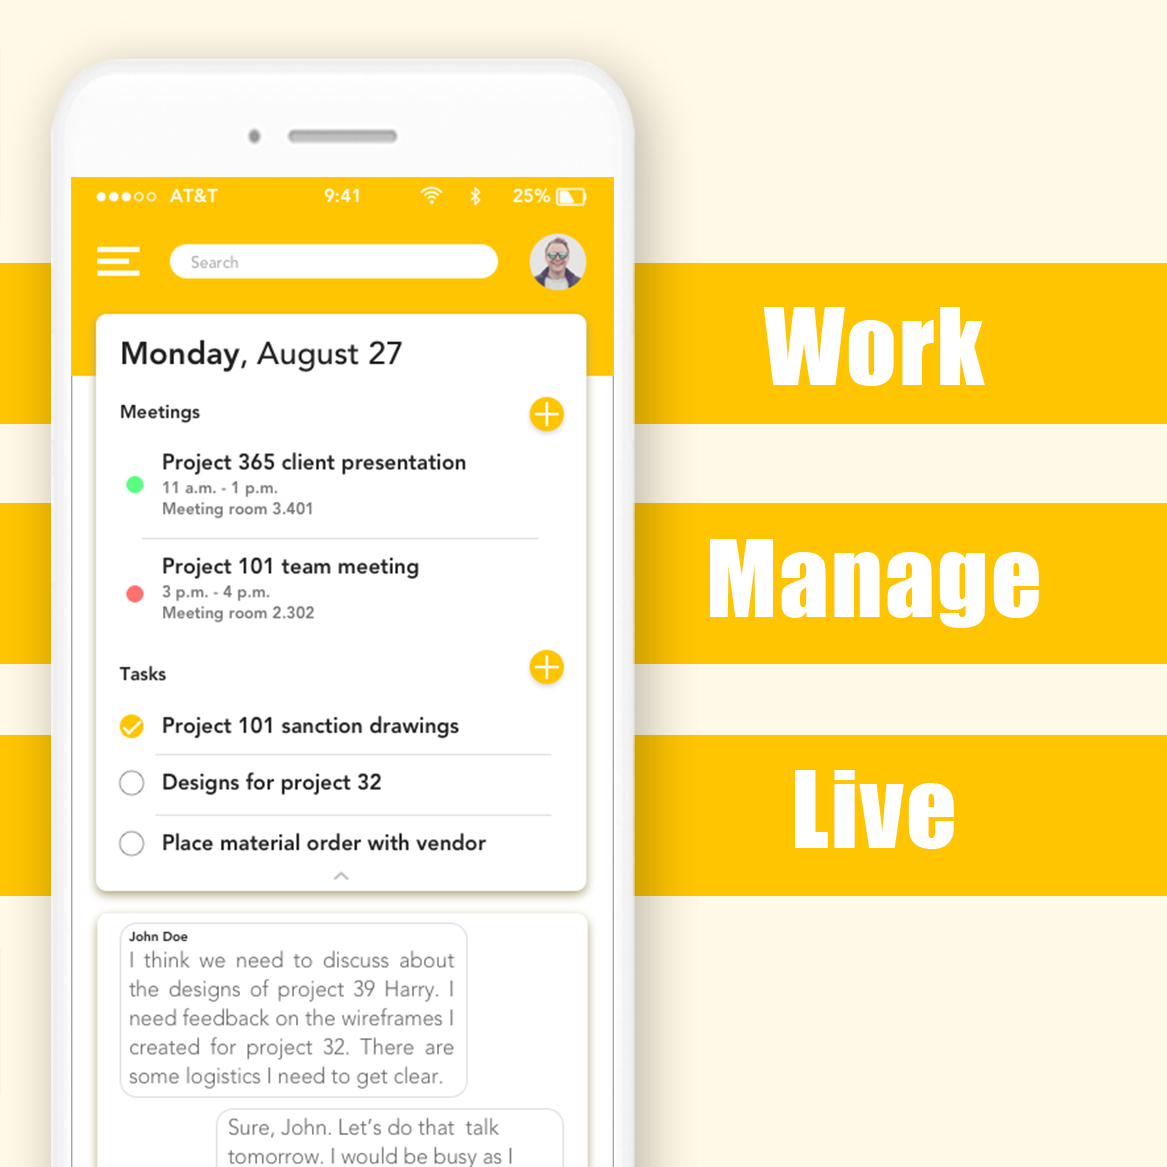 AT&T 9:41 25%
Search
Monday, August 27
Meetings
Project 365 client presentation
11 a.m. - 1 p.m.
Meeting room 3.401
Project 101 team meeting
3 p.m. - 4 p.m.
Meeting room 2.302
Tasks
Project 101 sanction drawings
Designs for project 32
Place material order with vendor
John Doe
I think we need to discuss about
the designs of project 39 Harry. I
need feedback on the wireframes I
created for project 32. There are
some logistics I need to get clear.
Sure, John. Let's do that talk
tomorrow. I would be busy as I
Work
Manage
Live